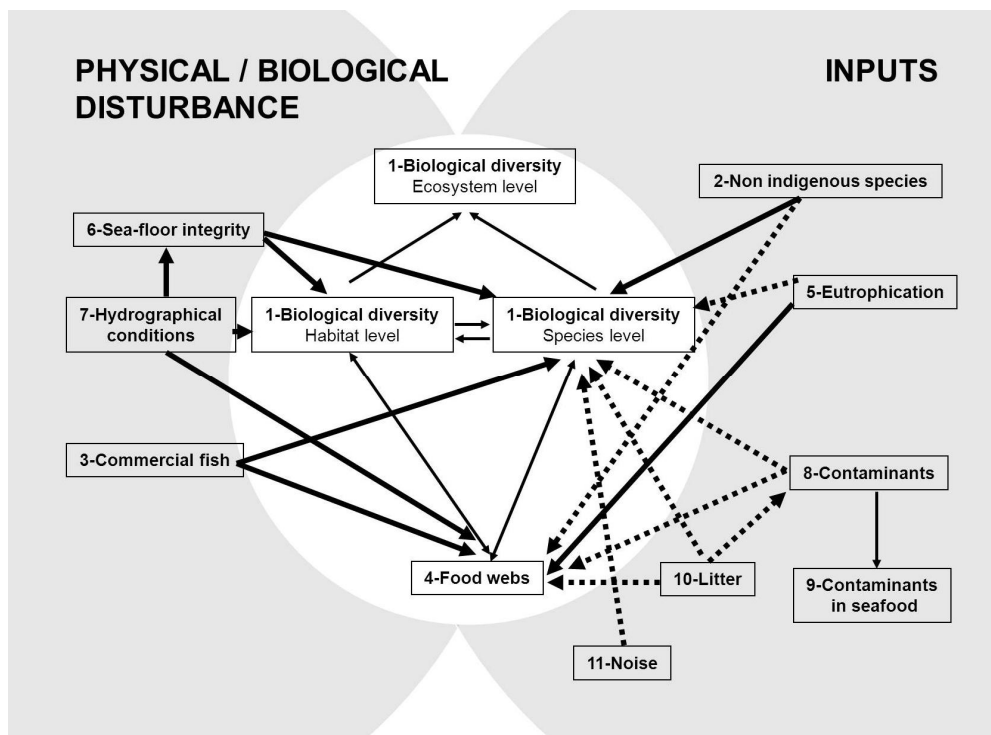 PHYSICAL / BIOLOGICAL
DISTURBANCE
INPUTS
1-Biological diversity
Ecosystem level
2-Non indigenous species
6-Sea-floor integrity
7-Hydrographical
conditions
1-Biological diversity
Habitat level
1-Biological diversity
Species level
5-Eutrophication
3-Commercial fish
8-Contaminants
4-Food webs
10-Litter
9-Contaminants
in seafood
11-Noise